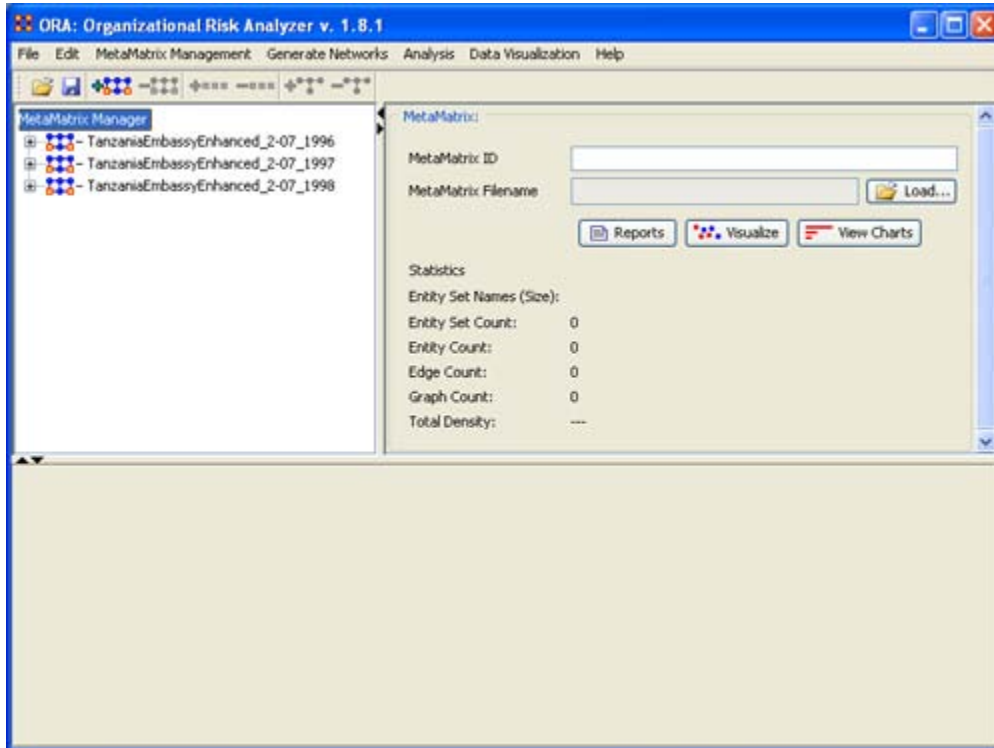 ORA: Organizational Risk Analyzer v. 1.8.1
File Edit MetaMatrix Management Generate Networks Analysis Data Visualization Help
MetaMatrix Manager
TanzaniaEmbassyEnhanced_2-07_1996
TanzaniaEmbassyEnhanced_2-07_1997
TanzaniaEmbassyEnhanced_2-07_1998
MetaMatrix:
MetaMatrix ID
MetaMatrix Filename Load...
Reports Visualize View Charts
Statistics
Entity Set Names (Size):
Entity Set Count: 0
Entity Count: 0
Edge Count: 0
Graph Count: 0
Total Density: ---